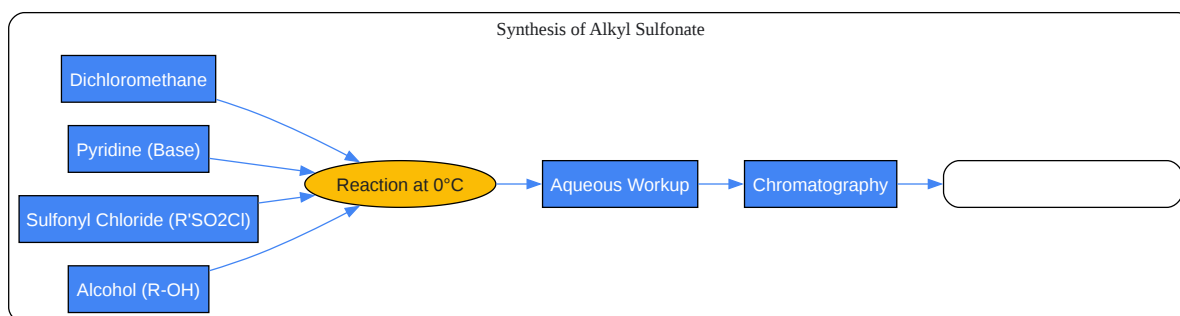 Synthesis of Alkyl Sulfonate
Dichloromethane
Pyridine (Base)
Sulfonyl Chloride (R'SO2Cl)
Alcohol (R-OH)
Reaction at 0°C
Aqueous Workup
Chromatography